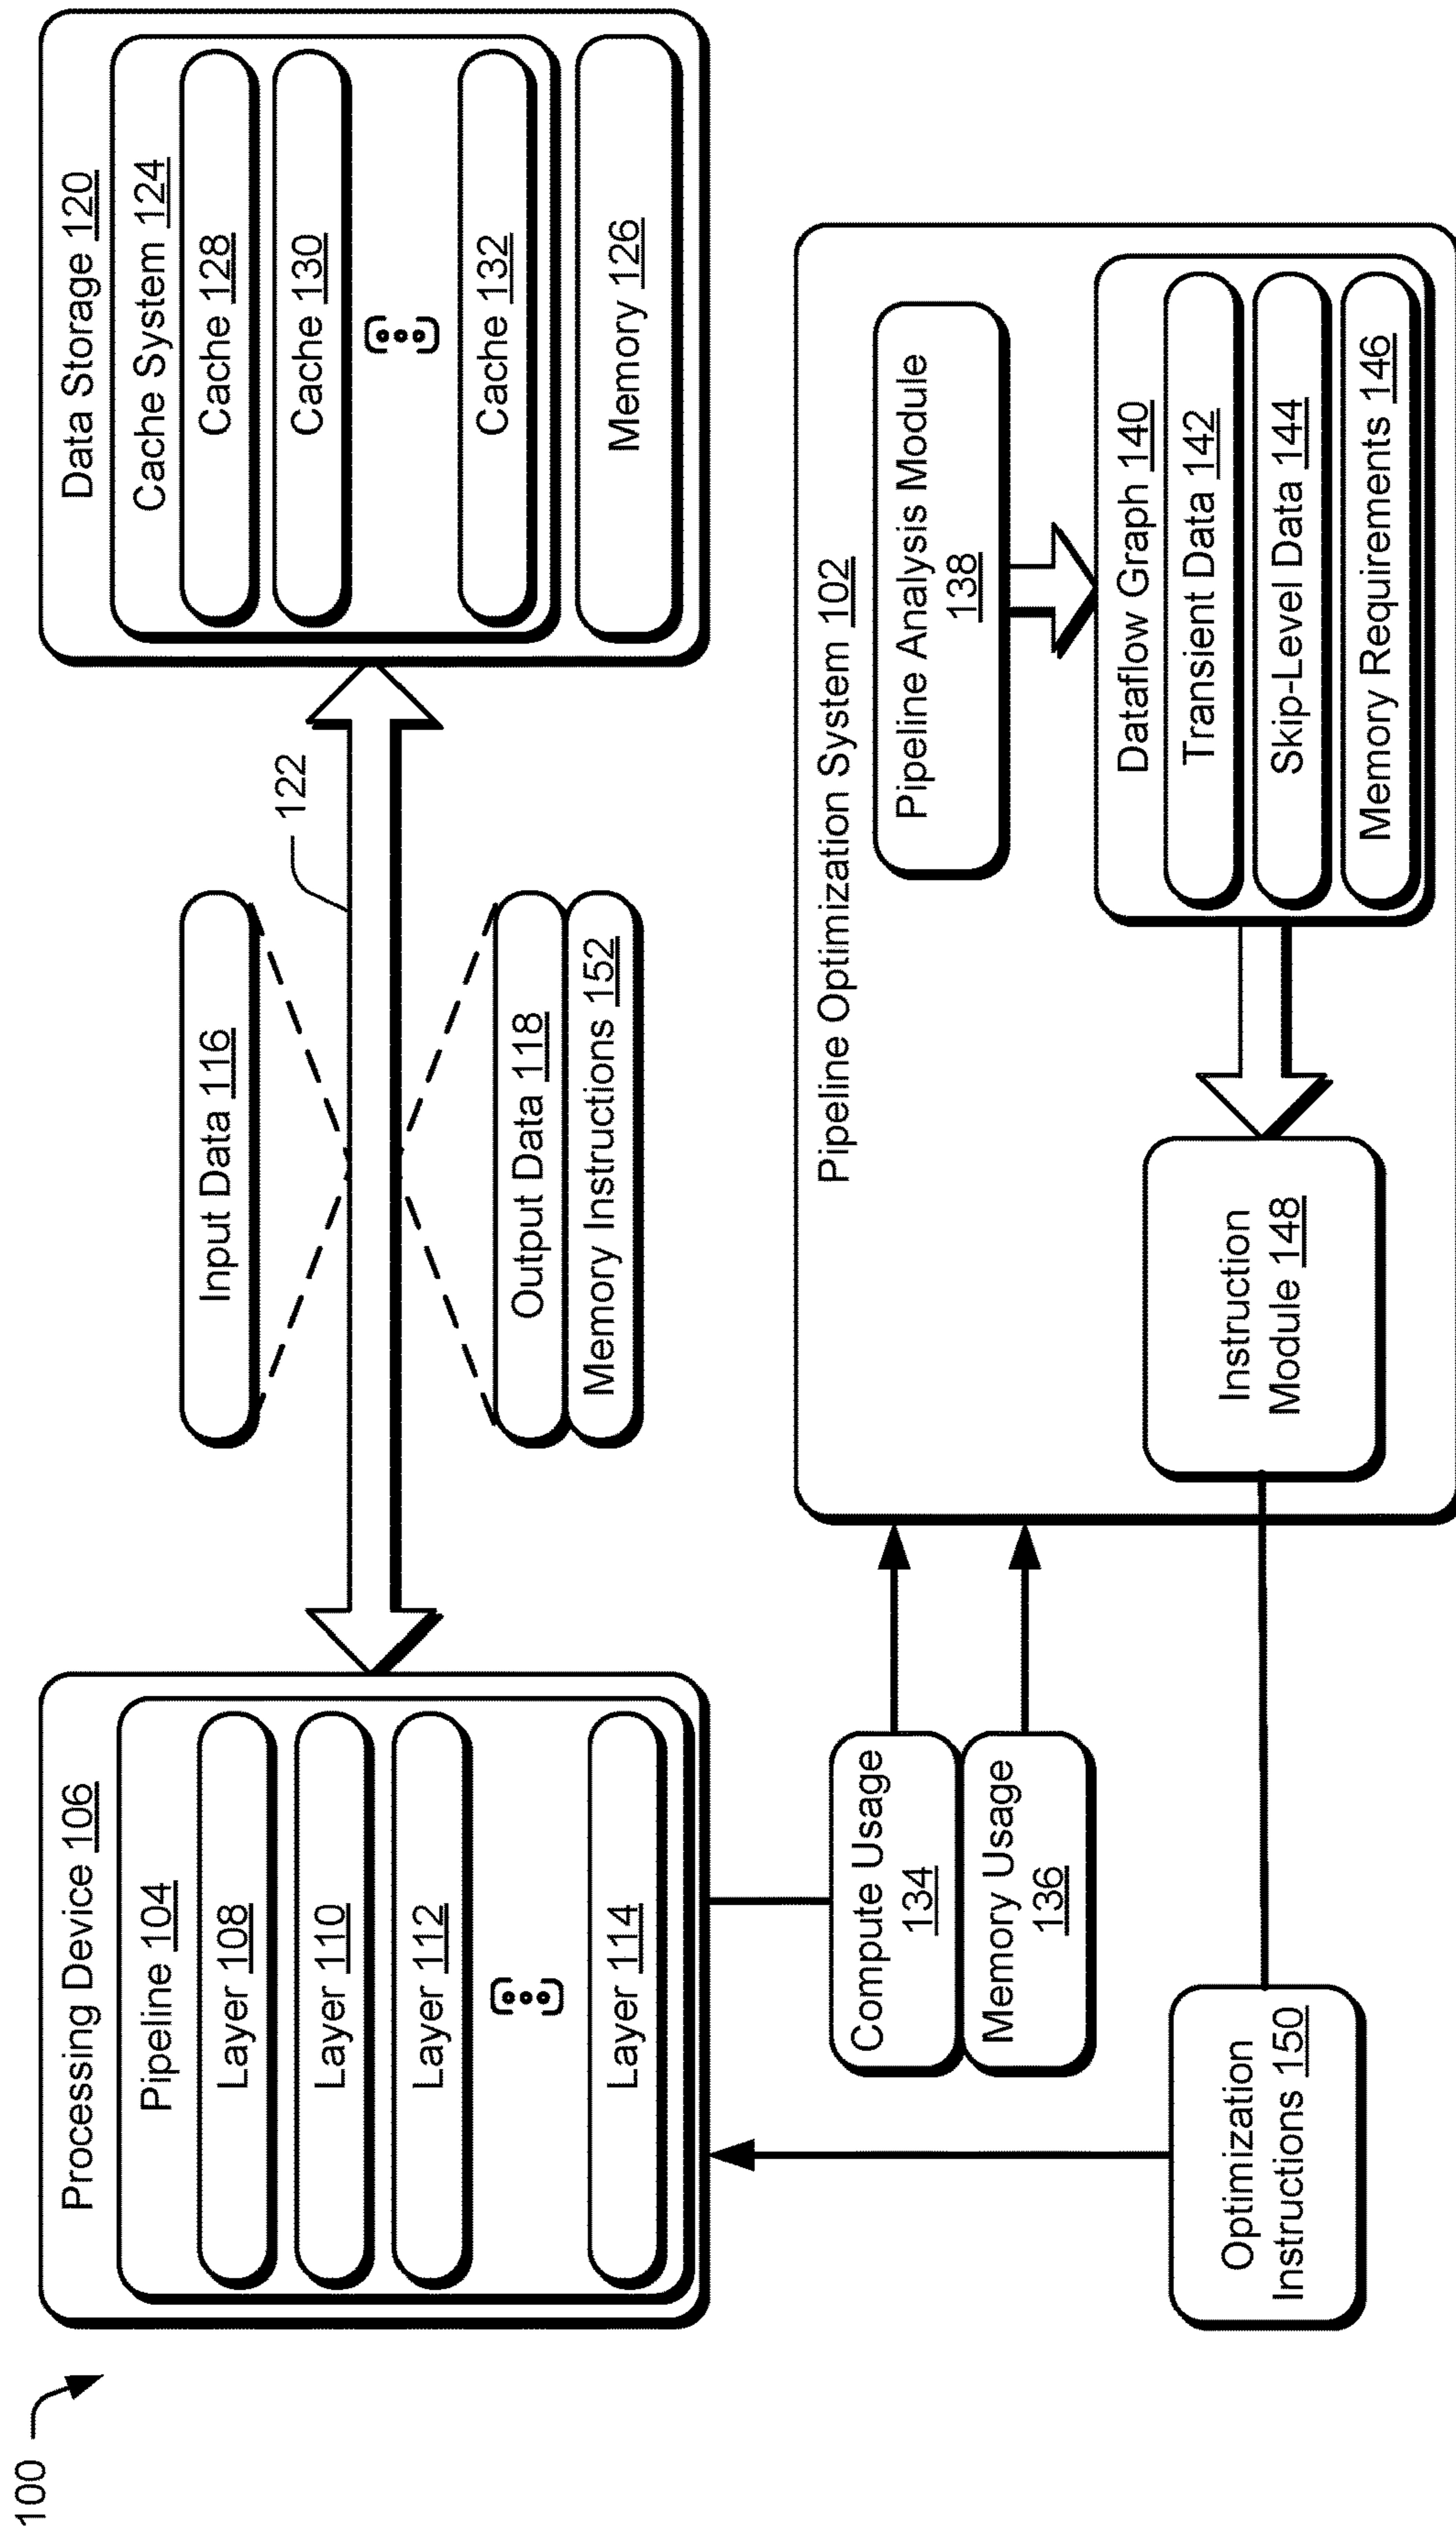 100
Processing Device 106
Pipeline 104
Layer 108
Layer 110
Layer 112
Layer 114
Input Data 116
122
Output Data 118
Memory Instructions 152
Data Storage 120
Cache System 124
Cache 128
Cache 130
Cache 132
Memory 126
Compute Usage
134
Memory Usage
136
Optimization
Instructions 150
Pipeline Optimization System 102
Pipeline Analysis Module
138
Dataflow Graph 140
Transient Data 142
Skip-Level Data 144
Memory Requirements 146
Instruction
Module 148